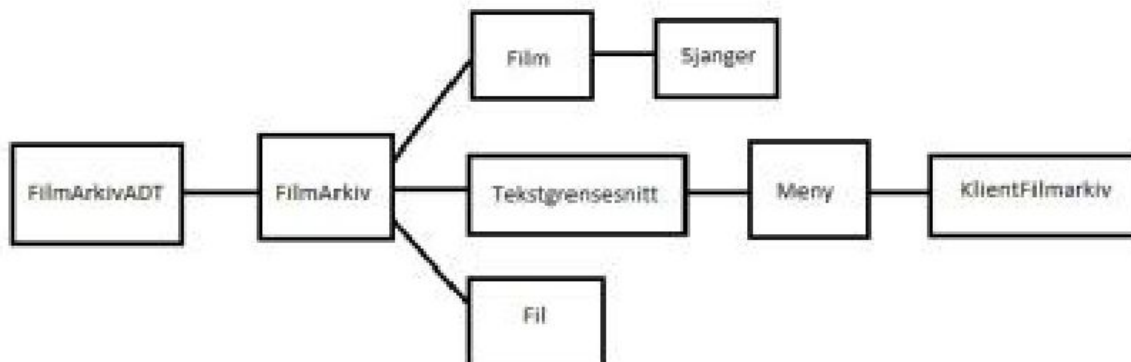 Film
Sjanger
FilmArkivADT
FilmArkiv
Tekstgrensesnitt
Meny
KlientFilmarkiv
Fil